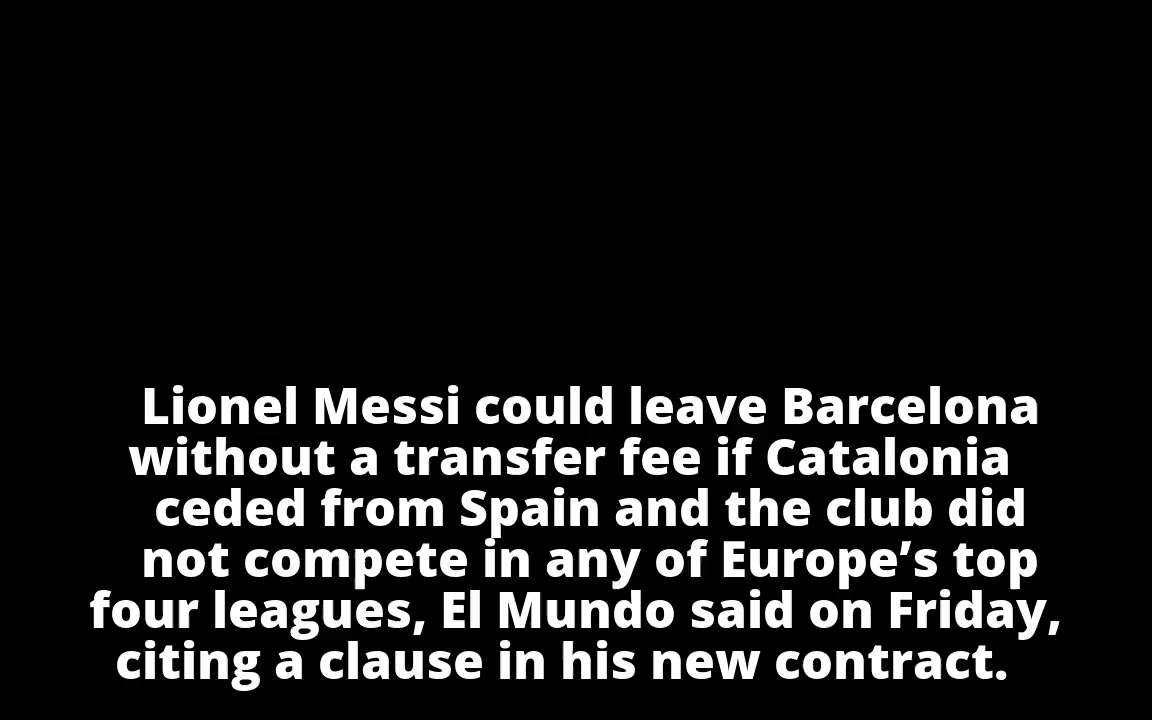 Lionel Messi could leave Barcelona
without a transfer fee if Catalonia
ceded from Spain and the club did
not compete in any of Europe’s top
four leagues, El Mundo said on Friday,
citing a clause in his new contract.